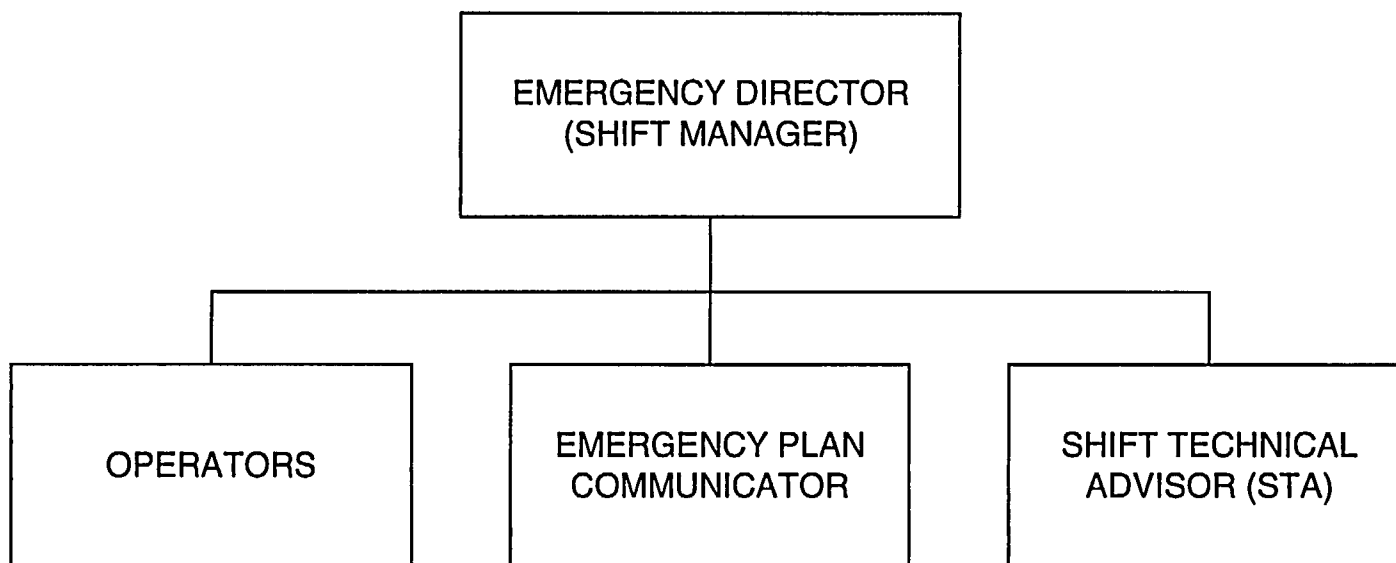 EMERGENCY DIRECTOR
(SHIFT MANAGER)
OPERATORS
EMERGENCY PLAN
COMMUNICATOR
SHIFT TECHNICAL
ADVISOR (STA)